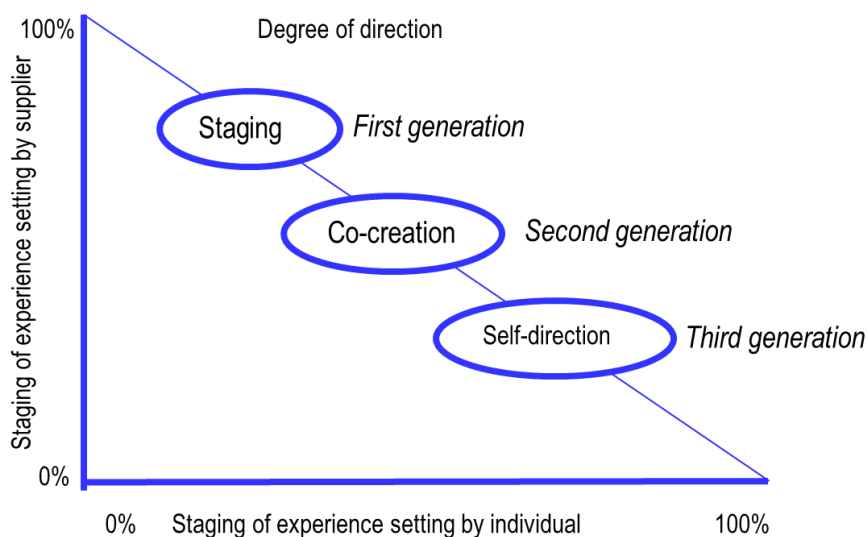 100%
Degree of direction
Staging of experience setting by supplier
Staging
First generation
Co-creation
Second generation
Self-direction
Third generation
0%
0%
Staging of experience setting by individual
100%